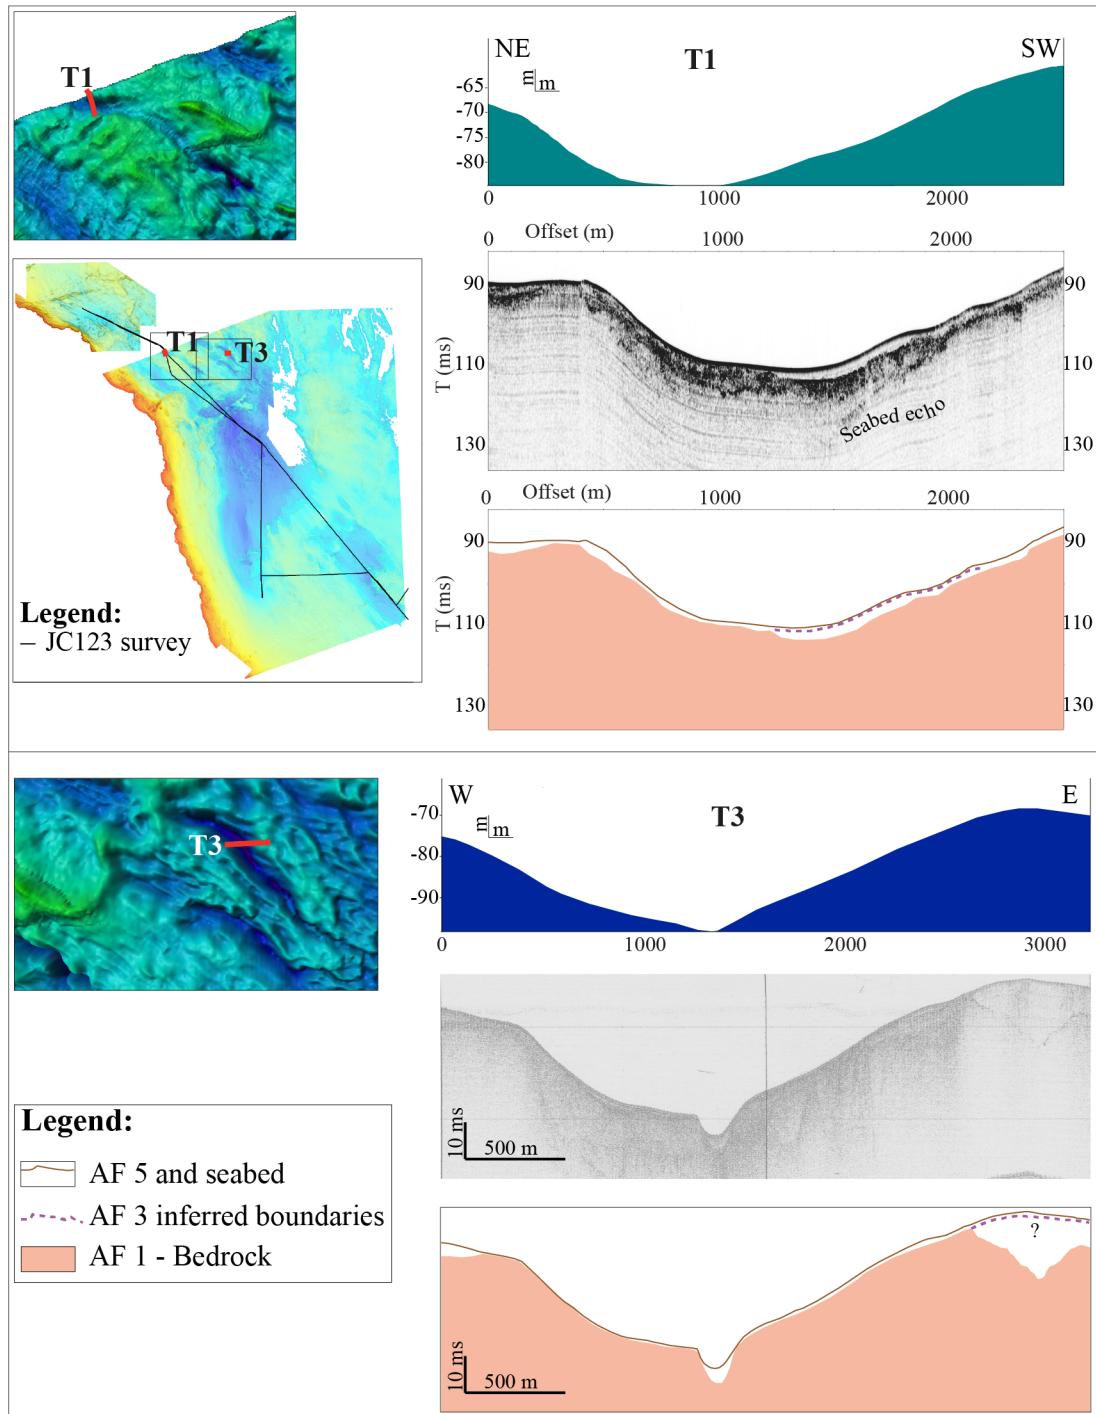 T1
NE T1 SW
m
m
-65
-70
-75
-80
0 1000 2000
Offset (m)
0 1000 2000
T (ms)
90 90
110 110
130 130
Seabed echo
T1
T3
Legend:
– JC123 survey
0 Offset (m) 1000 2000
T (ms)
90 90
110 110
130 130
T3
W T3 E
m
m
-70
-80
-90
0 1000 2000 3000
10 ms
500 m
Legend:
AF 5 and seabed
AF 3 inferred boundaries
AF 1 - Bedrock
?
10 ms
500 m